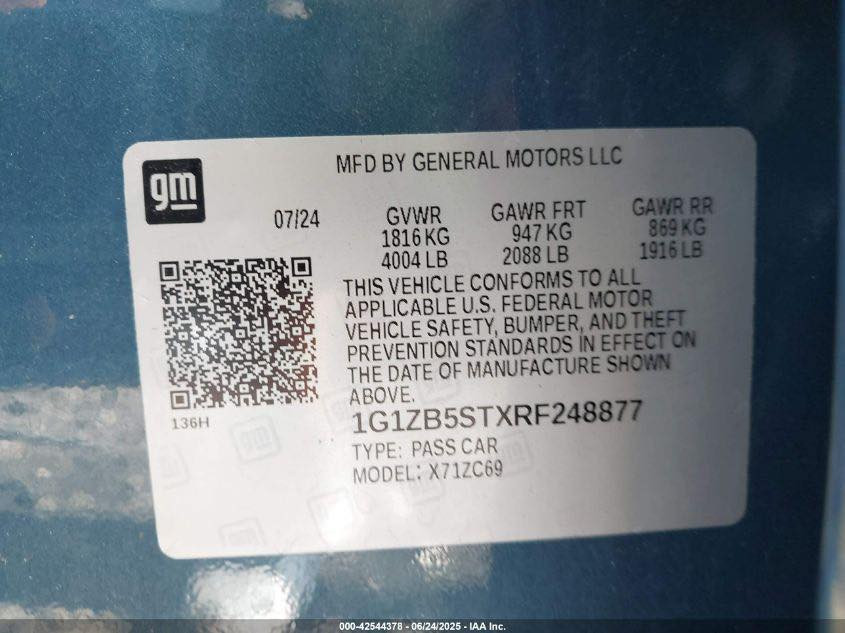 gm
MFD BY GENERAL MOTORS LLC
07/24
GVWR
1816 KG
4004 LB
GAWR FRT
947 KG
2088 LB
GAWR RR
869 KG
1916 LB
THIS VEHICLE CONFORMS TO ALL
APPLICABLE U.S. FEDERAL MOTOR
VEHICLE SAFETY, BUMPER, AND THEFT
PREVENTION STANDARDS IN EFFECT ON
THE DATE OF MANUFACTURE SHOWN
ABOVE.
136H
1G1ZB5STXRF248877
TYPE: PASS CAR
MODEL: X71ZC69
000-42544378 - 06/24/2025 - IAA Inc.